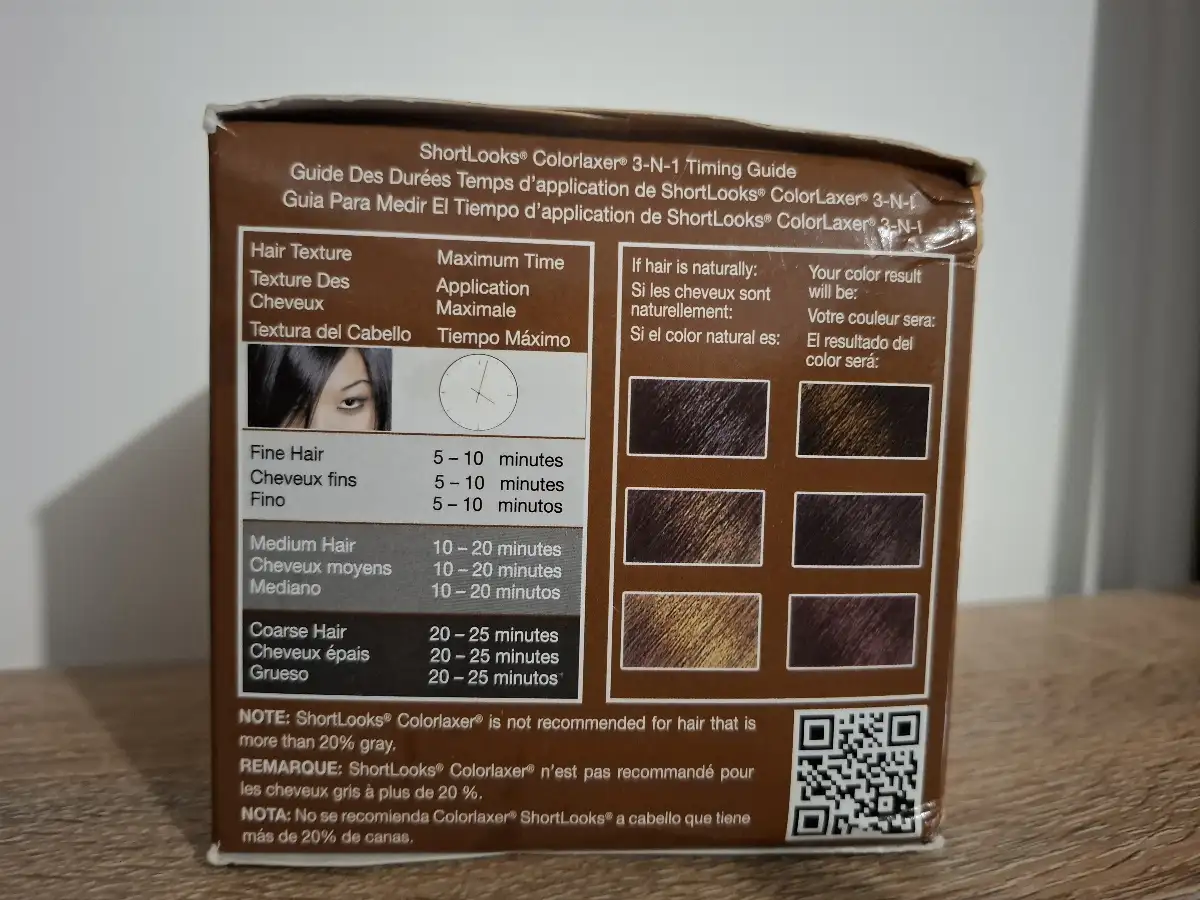 ShortLooks® Colorlaxer® 3-N-1 Timing Guide
Guide Des Durées Temps d'application de ShortLooks® ColorLaxer® 3-N-1
Guia Para Medir El Tiempo d'application de ShortLooks® ColorLaxer® 3-N-1
Hair Texture Maximum Time
Texture Des Application
Cheveux Maximale
Textura del Cabello Tiempo Máximo
Fine Hair 5 – 10 minutes
Cheveux fins 5 – 10 minutes
Fino 5 – 10 minutos
Medium Hair 10 – 20 minutes
Cheveux moyens 10 – 20 minutes
Mediano 10 – 20 minutos
Coarse Hair 20 – 25 minutes
Cheveux épais 20 – 25 minutes
Grueso 20 – 25 minutos
If hair is naturally:
Si les cheveux sont
naturellement:
Si el color natural es:
Your color result
will be:
Votre couleur sera:
El resultado del
color será:
NOTE: ShortLooks® Colorlaxer® is not recommended for hair that is
more than 20% gray.
REMARQUE: ShortLooks® Colorlaxer® n'est pas recommandé pour
les cheveux gris à plus de 20 %.
NOTA: No se recomienda Colorlaxer® ShortLooks® a cabello que tiene
más de 20% de canas.